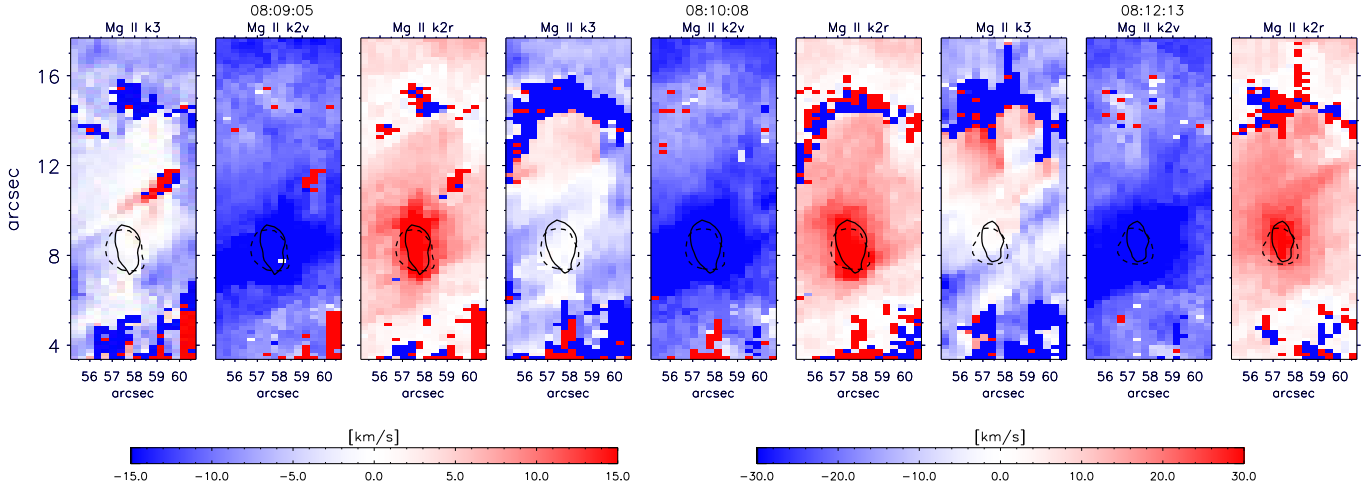 08:09:05 08:10:08 08:12:13
Mg II k3 Mg II k2v Mg II k2r Mg II k3 Mg II k2v Mg II k2r Mg II k3 Mg II k2v Mg II k2r
16
12
8
4
arcsec
56 57 58 59 60 56 57 58 59 60 56 57 58 59 60 56 57 58 59 60 56 57 58 59 60 56 57 58 59 60 56 57 58 59 60 56 57 58 59 60 56 57 58 59 60
arcsec arcsec arcsec arcsec arcsec arcsec arcsec arcsec arcsec
[km/s] [km/s]
-15.0 -10.0 -5.0 0.0 5.0 10.0 15.0 -30.0 -20.0 -10.0 0.0 10.0 20.0 30.0